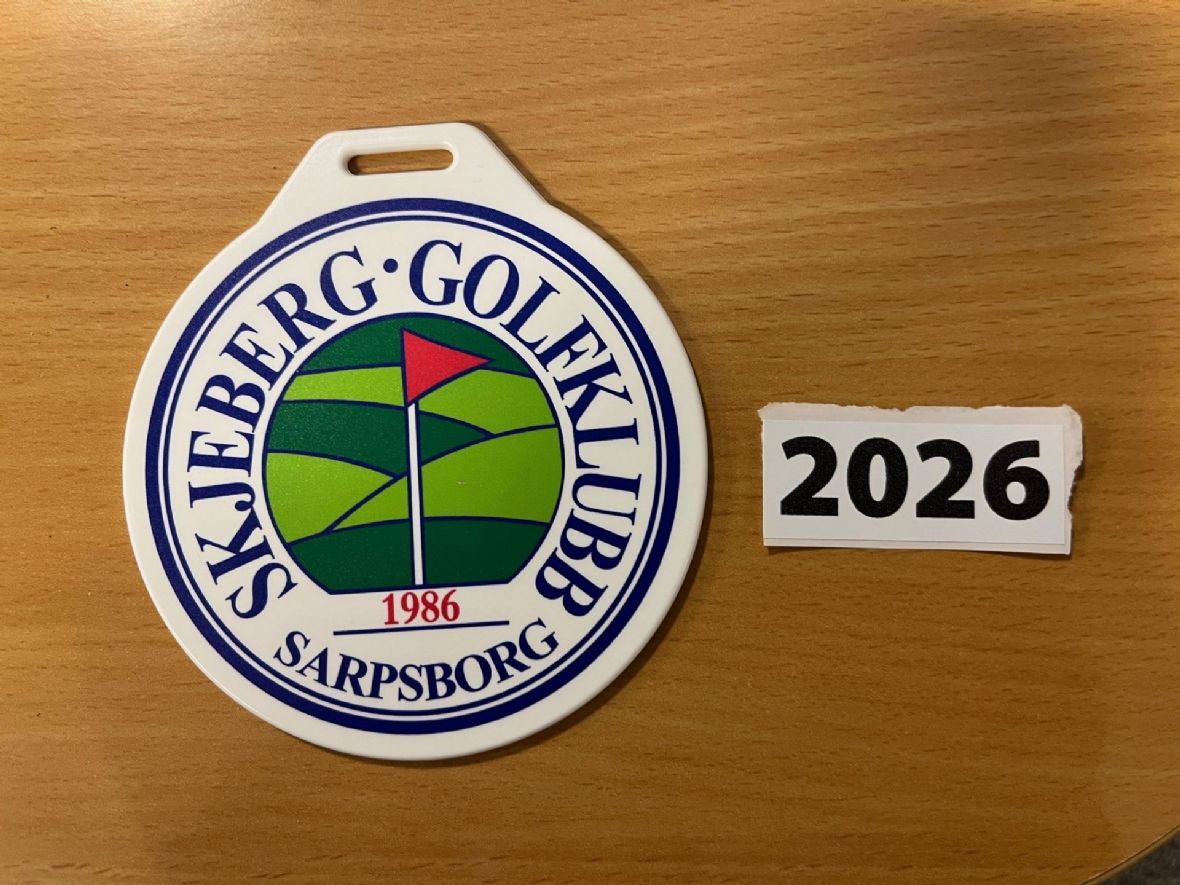 SKJEBERG · GOLFKLUBB
1986
SARPSBORG
2026